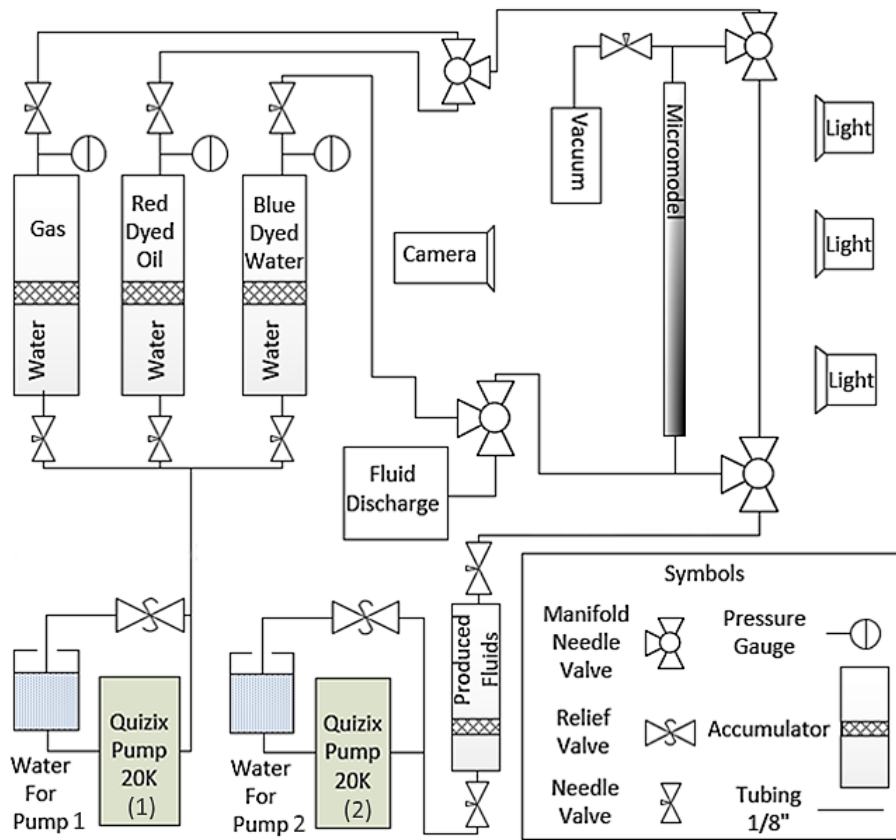 Gas
Red
Dyed
Oil
Blue
Dyed
Water
Water
Water
Water
Camera
Vacuum
Micromodel
Light
Light
Light
Fluid
Discharge
Produced
Fluids
Quizix
Pump
20K
(1)
Water
For
Pump 1
Quizix
Pump
20K
(2)
Water
For
Pump 2
Symbols
Manifold
Needle
Valve
Pressure
Gauge
Relief
Valve
Accumulator
Needle
Valve
Tubing
1/8"